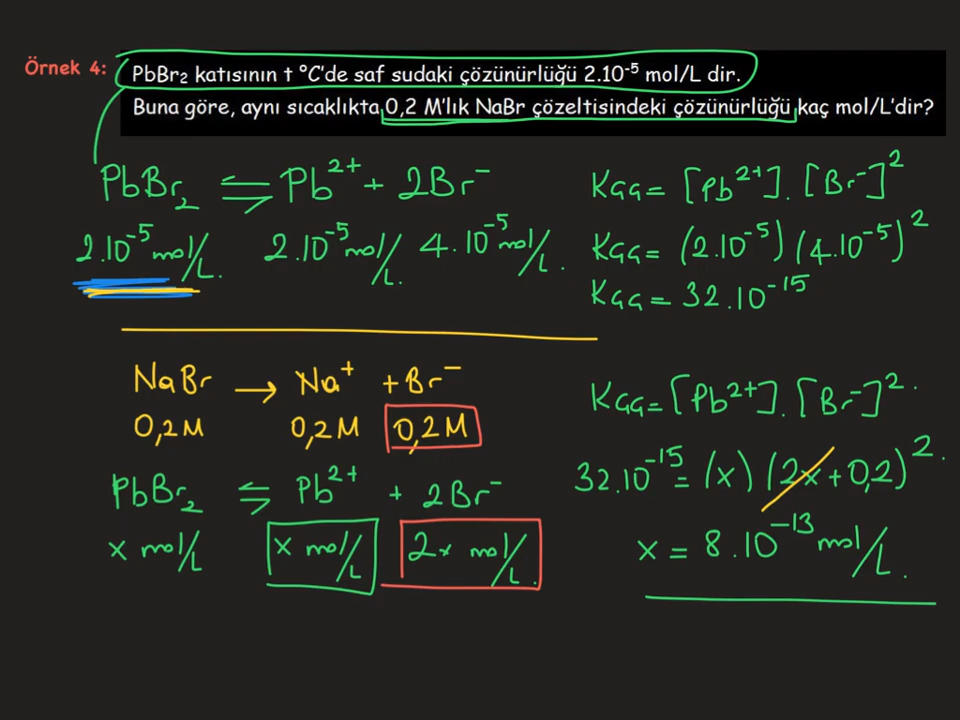 Örnek 4:
PbBr₂ katısının t °C'de saf sudaki çözünürlüğü 2.10⁻⁵ mol/L dir.
Buna göre, aynı sıcaklıkta 0,2 M'lık NaBr çözeltisindeki çözünürlüğü kaç mol/L'dir?
PbBr₂ ⇌ Pb²⁺ + 2Br⁻
2.10⁻⁵ mol/L. 2.10⁻⁵ mol/L. 4.10⁻⁵ mol/L.
Kçç = [Pb²⁺].[Br⁻]²
Kçç = (2.10⁻⁵)(4.10⁻⁵)²
Kçç = 32.10⁻¹⁵
NaBr → Na⁺ + Br⁻
0,2M 0,2M 0,2M
PbBr₂ ⇌ Pb²⁺ + 2Br⁻
x mol/L x mol/L 2x mol/L.
Kçç = [Pb²⁺].[Br⁻]².
32.10⁻¹⁵ = (x)(2x+0,2)².
x = 8.10⁻¹³ mol/L.